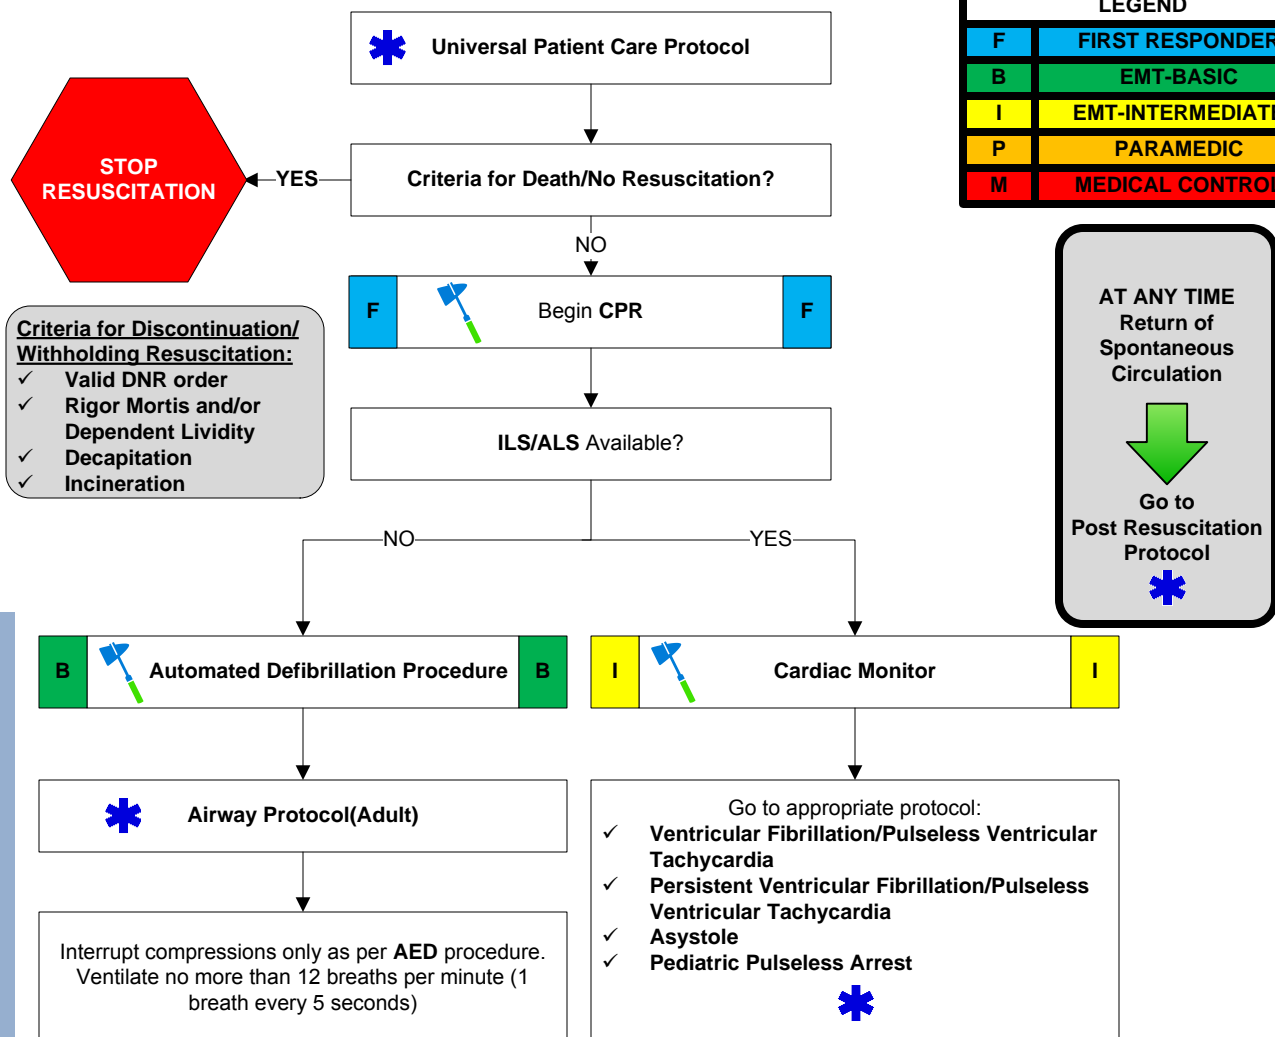 LEGEND
F FIRST RESPONDER
B EMT-BASIC
I EMT-INTERMEDIATE
P PARAMEDIC
M MEDICAL CONTROL
Universal Patient Care Protocol
STOP
RESUSCITATION
YES
Criteria for Death/No Resuscitation?
NO
F Begin CPR F
Criteria for Discontinuation/
Withholding Resuscitation:
✓ Valid DNR order
✓ Rigor Mortis and/or
Dependent Lividity
✓ Decapitation
✓ Incineration
AT ANY TIME
Return of
Spontaneous
Circulation
Go to
Post Resuscitation
Protocol
ILS/ALS Available?
NO
YES
B Automated Defibrillation Procedure B
I Cardiac Monitor I
Airway Protocol(Adult)
Interrupt compressions only as per AED procedure.
Ventilate no more than 12 breaths per minute (1
breath every 5 seconds)
Go to appropriate protocol:
✓ Ventricular Fibrillation/Pulseless Ventricular
Tachycardia
✓ Persistent Ventricular Fibrillation/Pulseless
Ventricular Tachycardia
✓ Asystole
✓ Pediatric Pulseless Arrest